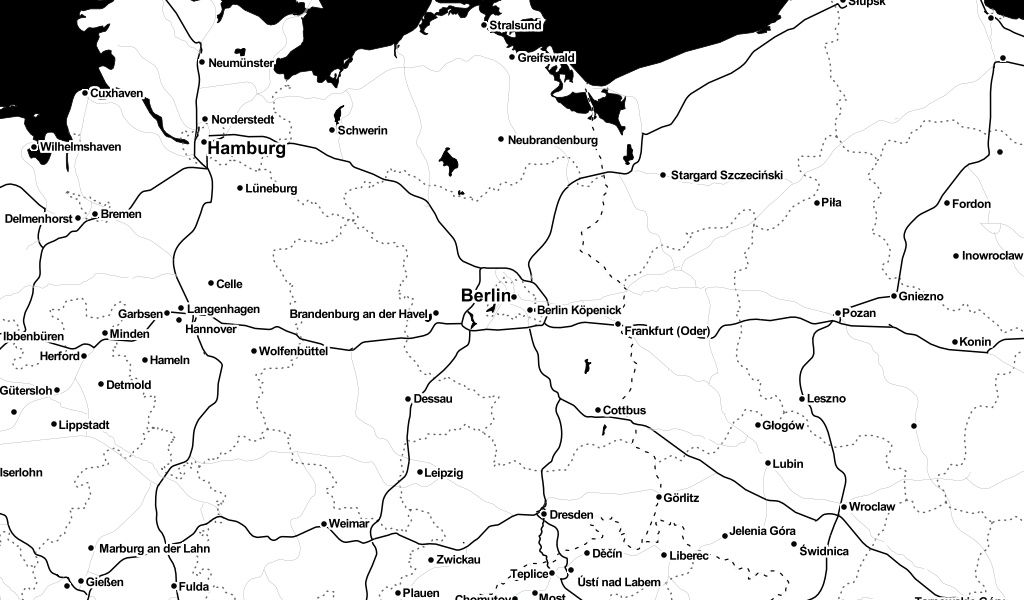 Słupsk
Stralsund
Greifswald
Neumünster
Cuxhaven
Norderstedt
Schwerin
Hamburg
Wilhelmshaven
Neubrandenburg
Stargard Szczeciński
Lüneburg
Piła
Fordon
Delmenhorst
Bremen
Inowrocław
Celle
Berlin
Gniezno
Langenhagen
Garbsen
Brandenburg an der Havel
Berlin Köpenick
Pozan
Hannover
Frankfurt (Oder)
Ibbenbüren
Minden
Konin
Herford
Hameln
Wolfenbüttel
Gütersloh
Detmold
Dessau
Leszno
Cottbus
Lippstadt
Głogów
Iserlohn
Leipzig
Lubin
Görlitz
Wroclaw
Weimar
Dresden
Jelenia Góra
Marburg an der Lahn
Zwickau
Děčín
Liberec
Świdnica
Gießen
Fulda
Teplice
Ústí nad Labem
Plauen
Chomútov
Most